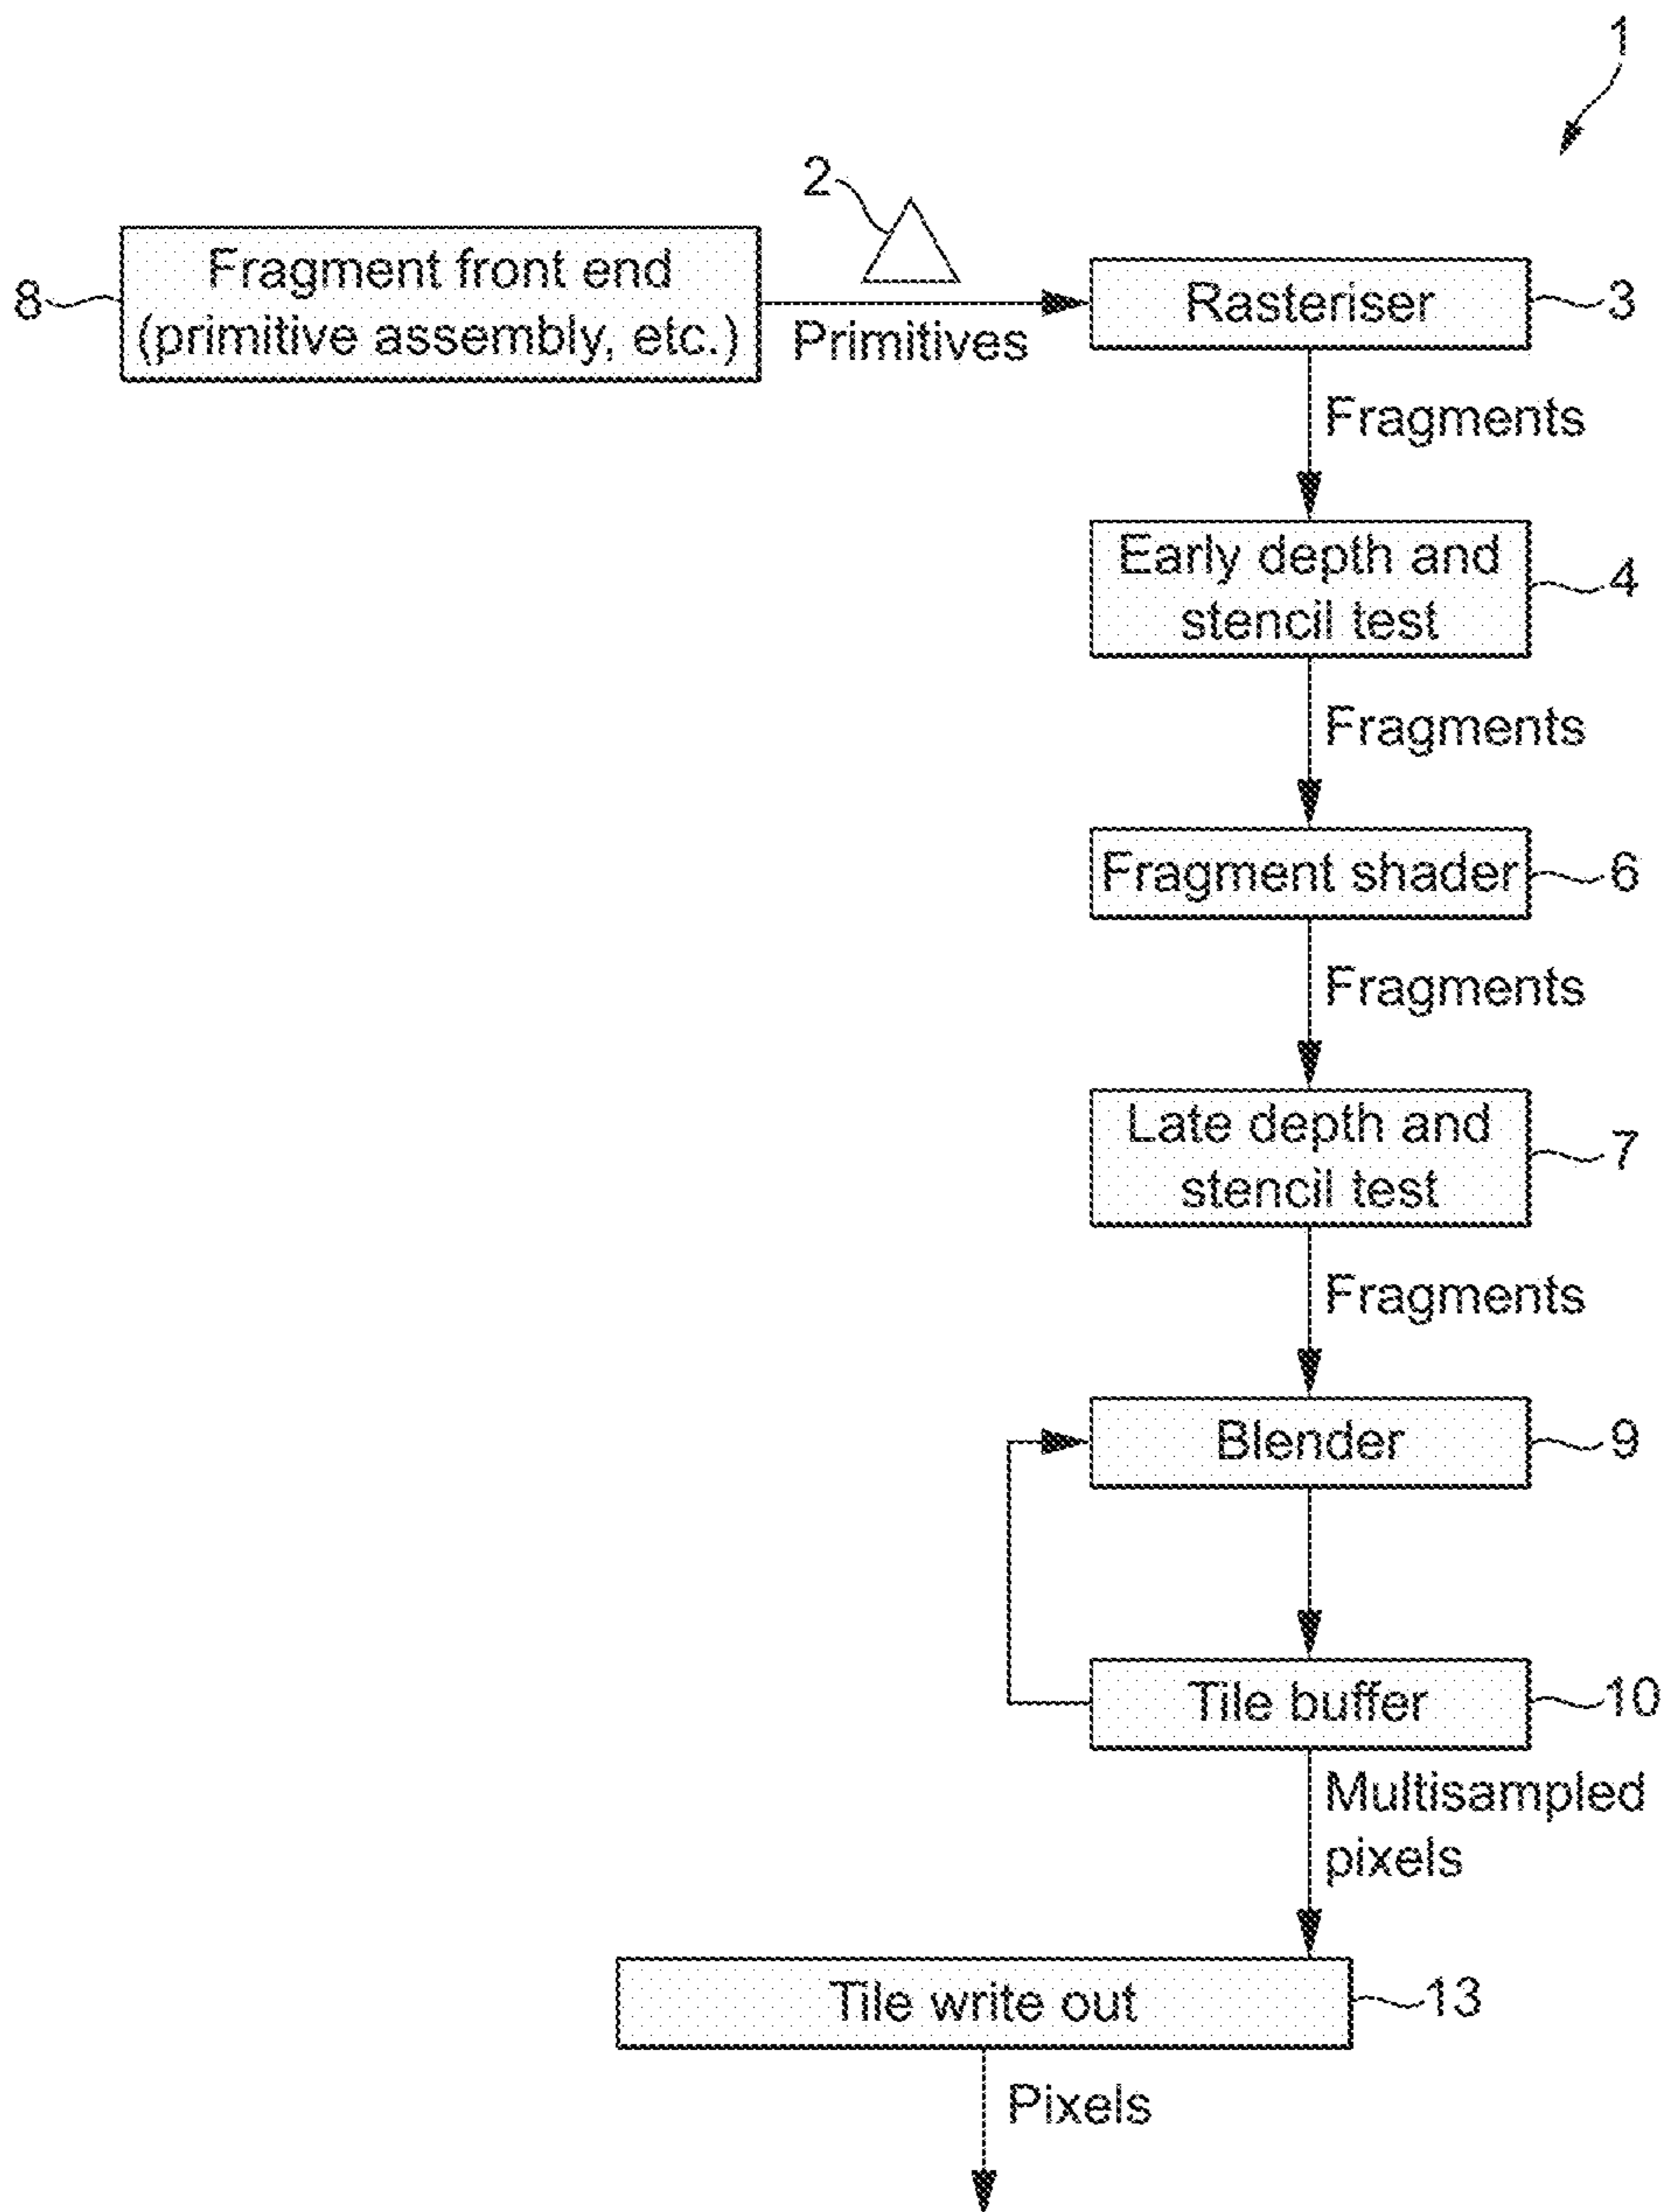 1
2
8
Fragment front end
(primitive assembly, etc.)
Primitives
Rasteriser
3
Fragments
Early depth and
stencil test
4
Fragments
Fragment shader
6
Fragments
Late depth and
stencil test
7
Fragments
Blender
9
Tile buffer
10
Multisampled
pixels
Tile write out
13
Pixels